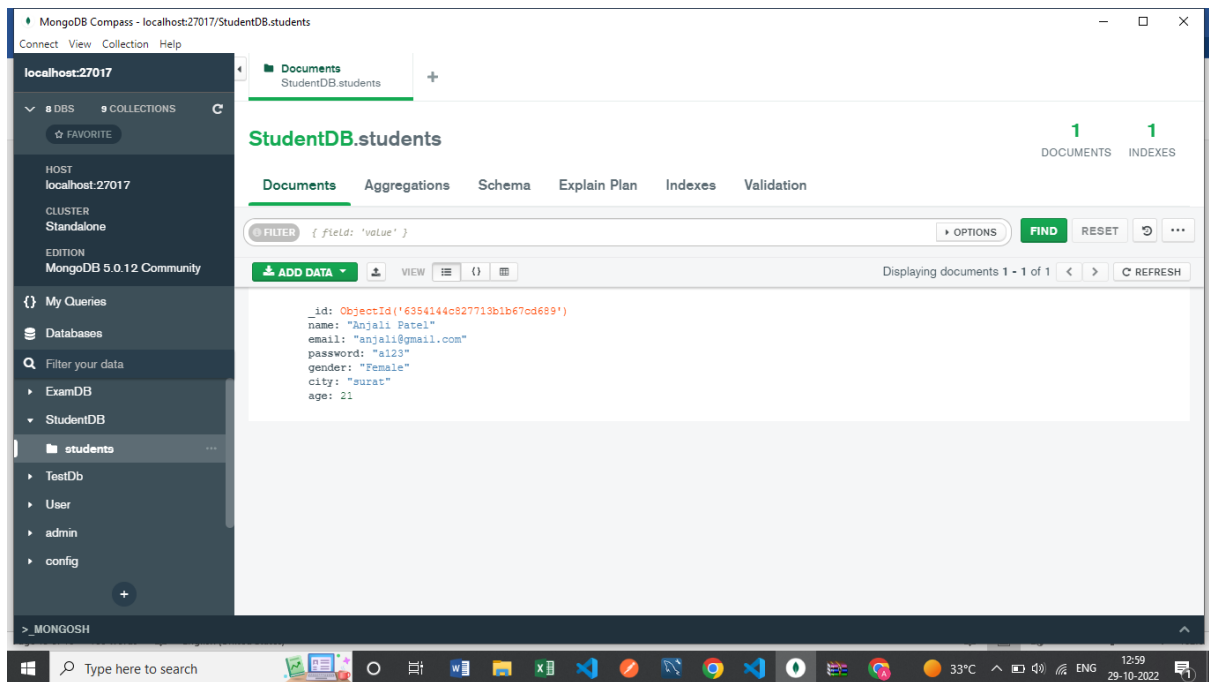 MongoDB Compass - localhost:27017/StudentDB.students
Connect View Collection Help
localhost:27017
8 DBS 9 COLLECTIONS
FAVORITE
HOST
localhost:27017
CLUSTER
Standalone
EDITION
MongoDB 5.0.12 Community
{} My Queries
Databases
Filter your data
ExamDB
StudentDB
students
TestDb
User
admin
config
+
Documents
StudentDB.students
+
StudentDB.students
1 DOCUMENTS
1 INDEXES
Documents Aggregations Schema Explain Plan Indexes Validation
FILTER { field: 'value' } OPTIONS FIND RESET ...
ADD DATA VIEW {} Displaying documents 1 - 1 of 1 < > REFRESH
_id: ObjectId('6354144c827713b1b67cd689')
name: "Anjali Patel"
email: "anjali@gmail.com"
password: "a123"
gender: "Female"
city: "surat"
age: 21
>_MONGOSH
Type here to search
33°C ENG 12:59
29-10-2022